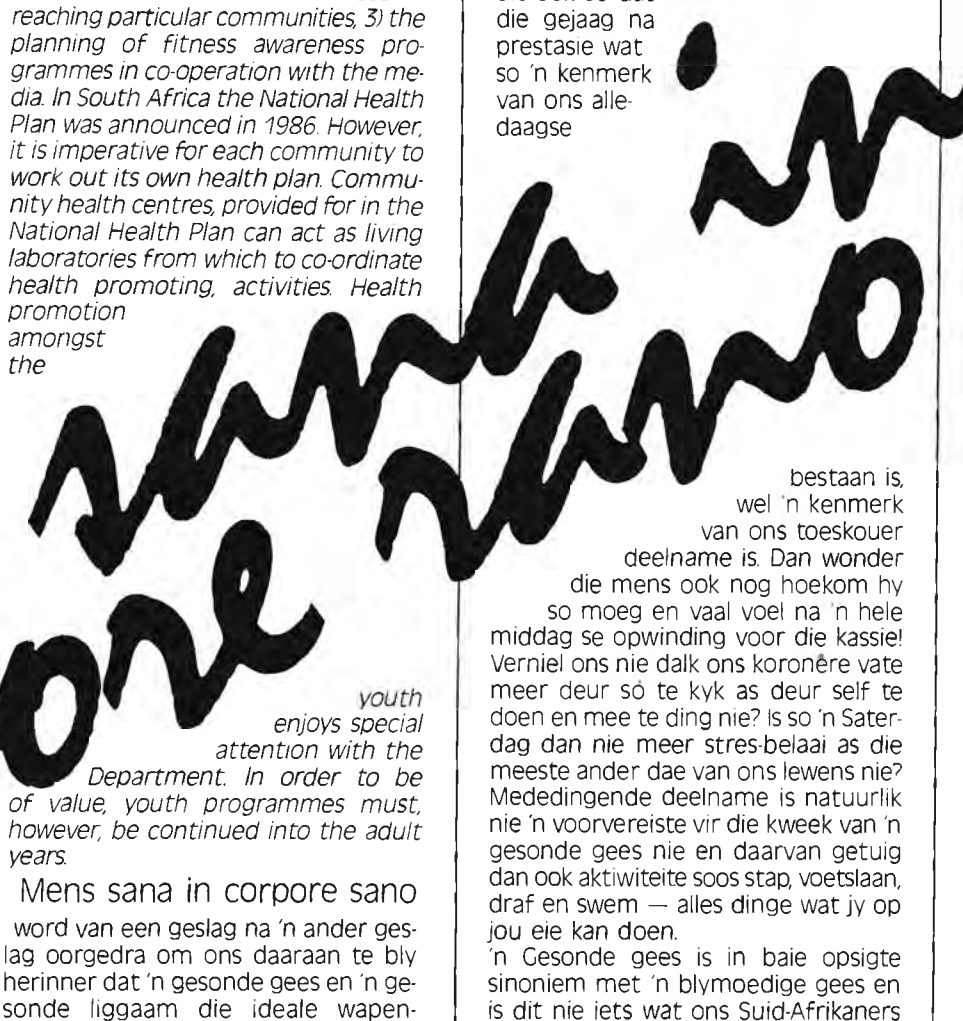 reaching particular communities, 3) the
planning of fitness awareness pro-
grammes in co-operation with the me-
dia. In South Africa the National Health
Plan was announced in 1986. However,
it is imperative for each community to
work out its own health plan. Commu-
nity health centres, provided for in the
National Health Plan can act as living
laboratories from which to co-ordinate
health promoting, activities. Health
promotion
amongst
the
youth
enjoys special
attention with the
Department. In order to be
of value, youth programmes must,
however, be continued into the adult
years.
Mens sana in corpore sano
word van een geslag na 'n ander ges-
lag oorgedra om ons daaraan te bly
herinner dat 'n gesonde gees en 'n ge-
sonde liggaam die ideale wapen-
die gejaag na
prestasie wat
so 'n kenmerk
van ons alle-
daagse
bestaan is,
wel 'n kenmerk
van ons toeskouer
deelname is. Dan wonder
die mens ook nog hoekom hy
so moeg en vaal voel na 'n hele
middag se opwinding voor die kassie!
Verniel ons nie dalk ons koronêre vate
meer deur só te kyk as deur self te
doen en mee te ding nie? Is so 'n Sater-
dag dan nie meer stres-belaai as die
meeste ander dae van ons lewens nie?
Mededingende deelname is natuurlik
nie 'n voorvereiste vir die kweek van 'n
gesonde gees nie en daarvan getuig
dan ook aktiwiteite soos stap, voetslaan,
draf en swem — alles dinge wat jy op
jou eie kan doen.
'n Gesonde gees is in baie opsigte
sinoniem met 'n blymoedige gees en
is dit nie iets wat ons Suid-Afrikaners
sana in
ore sano